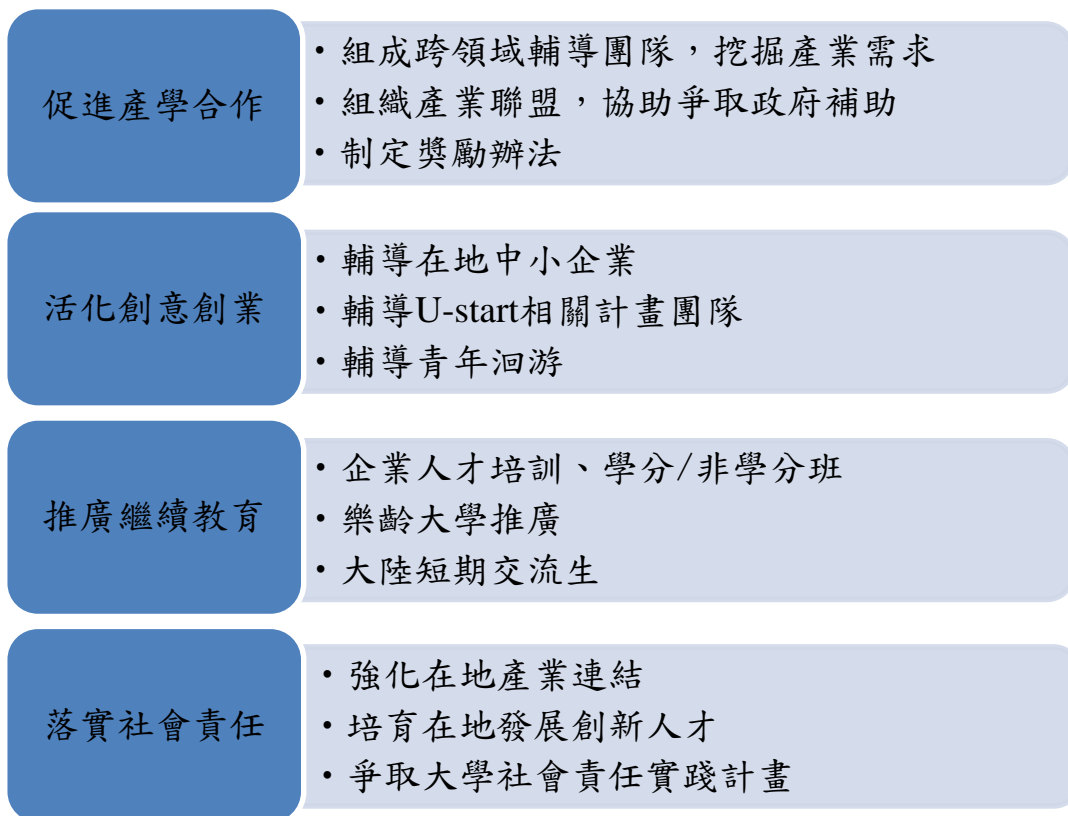 促進產學合作
・組成跨領域輔導團隊，挖掘產業需求
・組織產業聯盟，協助爭取政府補助
・制定獎勵辦法
活化創意創業
・輔導在地中小企業
・輔導U-start相關計畫團隊
・輔導青年洄游
推廣繼續教育
・企業人才培訓、學分/非學分班
・樂齡大學推廣
・大陸短期交流生
落實社會責任
・強化在地產業連結
・培育在地發展創新人才
・爭取大學社會責任實踐計畫